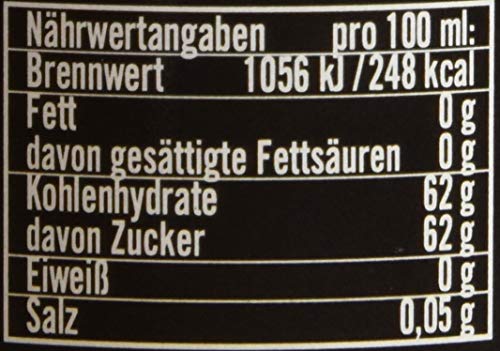 Nährwertangaben pro 100 ml:
Brennwert 1056 kJ / 248 kcal
Fett 0 g
davon gesättigte Fettsäuren 0 g
Kohlenhydrate 62 g
davon Zucker 62 g
Eiweiß 0 g
Salz 0,05 g